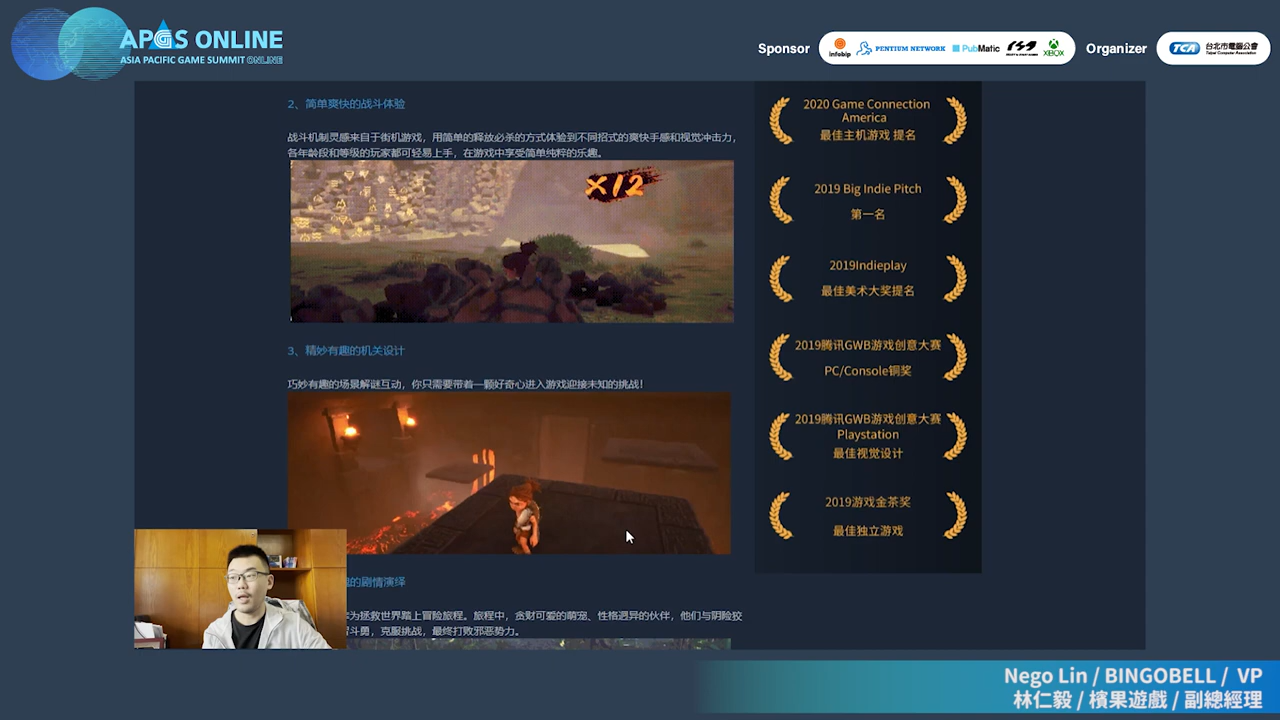 APGS ONLINE
ASIA PACIFIC GAME SUMMIT ONLINE
Sponsor
infobip
PENTIUM NETWORK
PubMatic
XBOX
Organizer
TCA
台北市電腦公會
Taipei Computer Association
2、简单爽快的战斗体验
战斗机制灵感来自于街机游戏，用简单的释放必杀的方式体验到不同招式的爽快手感和视觉冲击力，
各年龄段和等级的玩家都可轻易上手，在游戏中享受简单纯粹的乐趣。
X12
3、精妙有趣的机关设计
巧妙有趣的场景解谜互动，你只需要带着一颗好奇心进入游戏迎接未知的挑战！
的剧情演绎
为拯救世界踏上冒险旅程。旅程中，贪财可爱的萌宠、性格迥异的伙伴，他们与阴险狡
斗勇，克服挑战，最终打败邪恶势力。
2020 Game Connection
America
最佳主机游戏 提名
2019 Big Indie Pitch
第一名
2019Indieplay
最佳美术大奖提名
2019腾讯GWB游戏创意大赛
PC/Console铜奖
2019腾讯GWB游戏创意大赛
Playstation
最佳视觉设计
2019游戏金茶奖
最佳独立游戏
Nego Lin / BINGOBELL / VP
林仁毅 / 檳果遊戲 / 副總經理